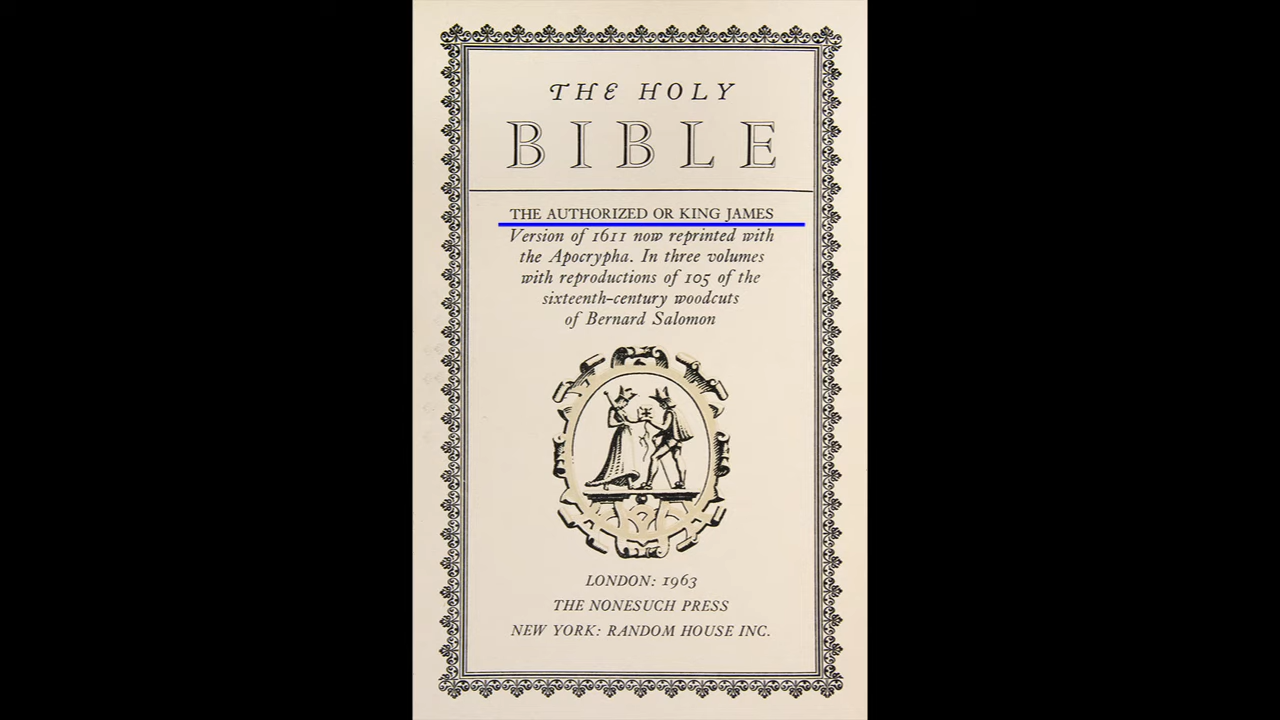 THE HOLY
BIBLE
THE AUTHORIZED OR KING JAMES
Version of 1611 now reprinted with
the Apocrypha. In three volumes
with reproductions of 105 of the
sixteenth-century woodcuts
of Bernard Salomon
LONDON: 1963
THE NONESUCH PRESS
NEW YORK: RANDOM HOUSE INC.